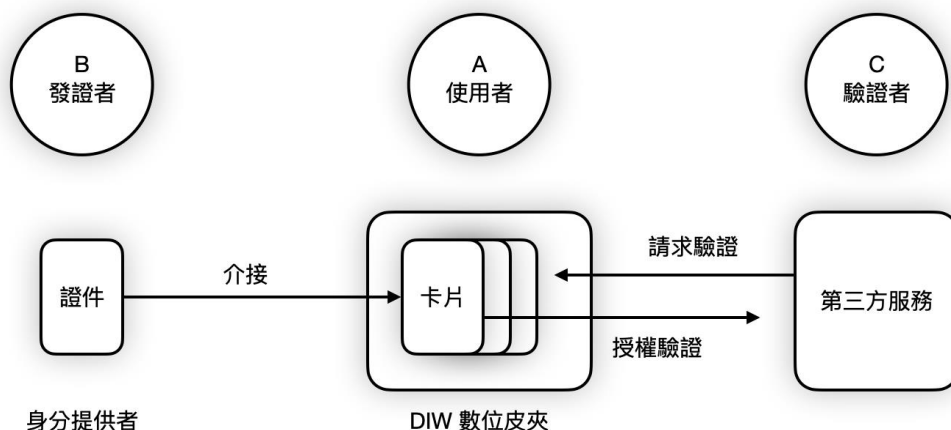 B
發證者
A
使用者
C
驗證者
證件
介接
卡片
請求驗證
授權驗證
第三方服務
身分提供者
DIW 數位皮夾